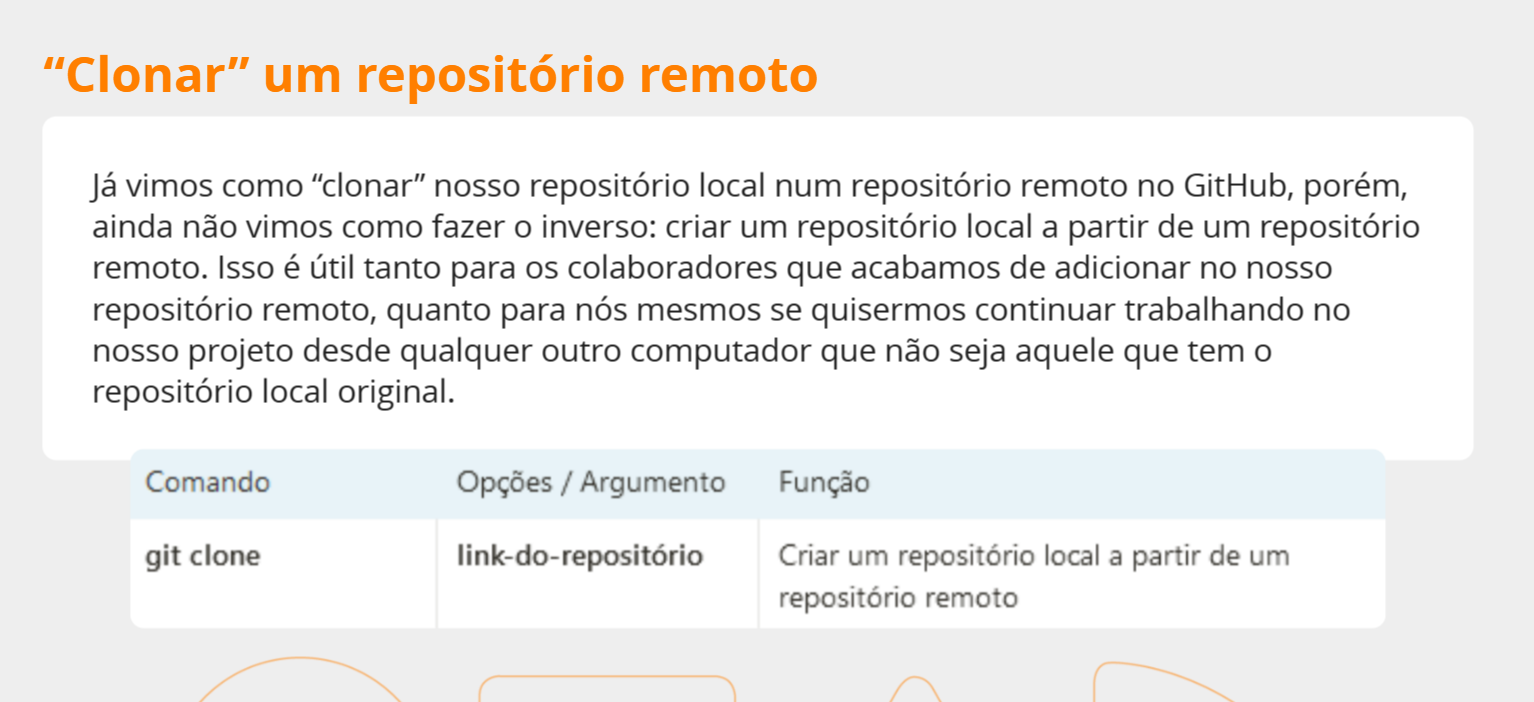 “Clonar” um repositório remoto
Já vimos como “clonar” nosso repositório local num repositório remoto no GitHub, porém,
ainda não vimos como fazer o inverso: criar um repositório local a partir de um repositório
remoto. Isso é útil tanto para os colaboradores que acabamos de adicionar no nosso
repositório remoto, quanto para nós mesmos se quisermos continuar trabalhando no
nosso projeto desde qualquer outro computador que não seja aquele que tem o
repositório local original.
Comando Opções / Argumento Função
git clone link-do-repositório Criar um repositório local a partir de um
repositório remoto